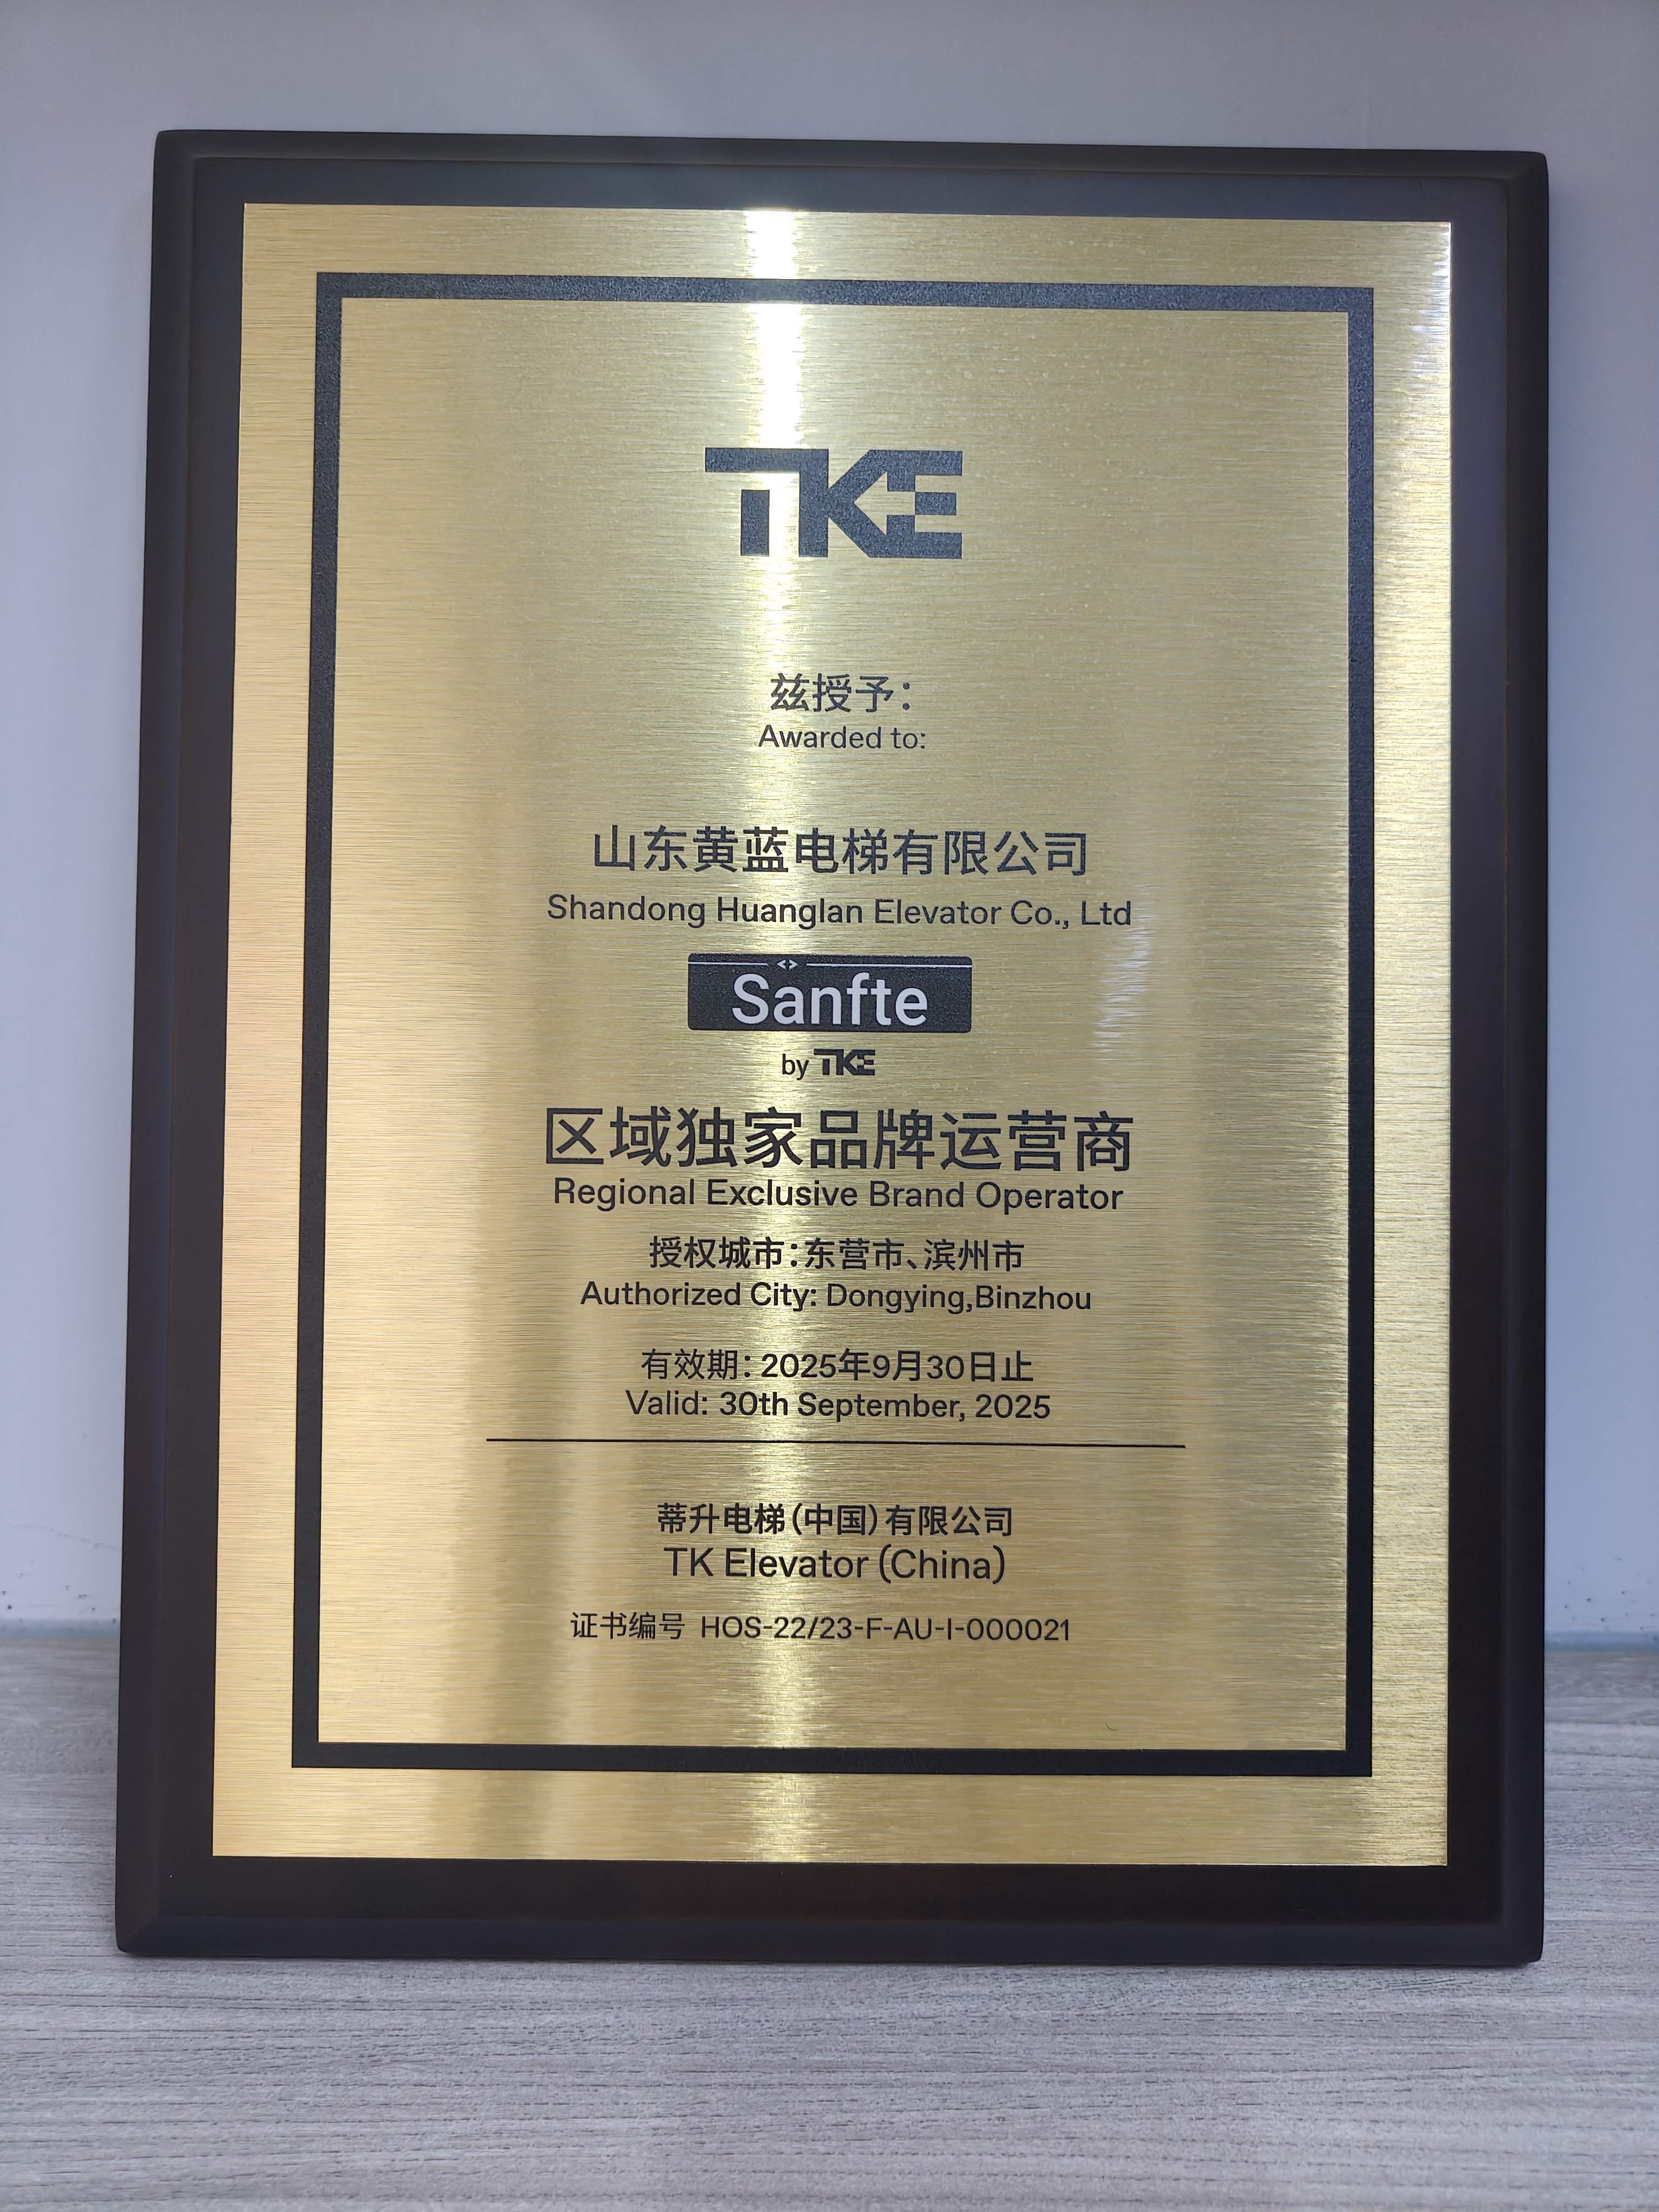 TKE
兹授予：
Awarded to:
山东黄蓝电梯有限公司
Shandong Huanglan Elevator Co., Ltd
Sanfte
by TKE
区域独家品牌运营商
Regional Exclusive Brand Operator
授权城市：东营市、滨州市
Authorized City: Dongying,Binzhou
有效期：2025年9月30日止
Valid: 30th September, 2025
蒂升电梯（中国）有限公司
TK Elevator (China)
证书编号 HOS-22/23-F-AU-I-000021